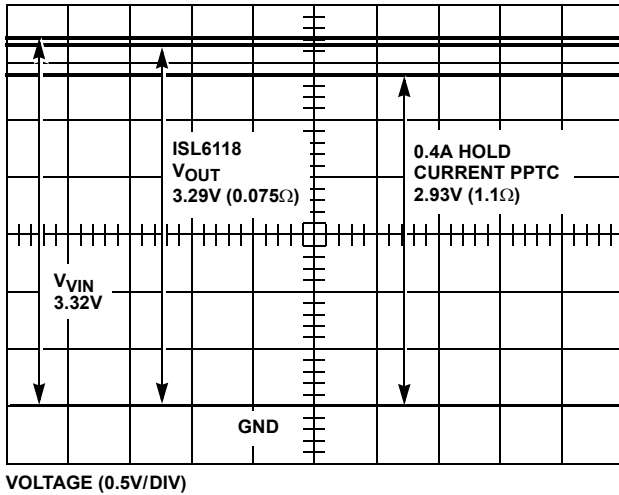 ISL6118
VOUT
3.29V (0.075Ω)
0.4A HOLD
CURRENT PPTC
2.93V (1.1Ω)
VVIN
3.32V
GND
VOLTAGE (0.5V/DIV)